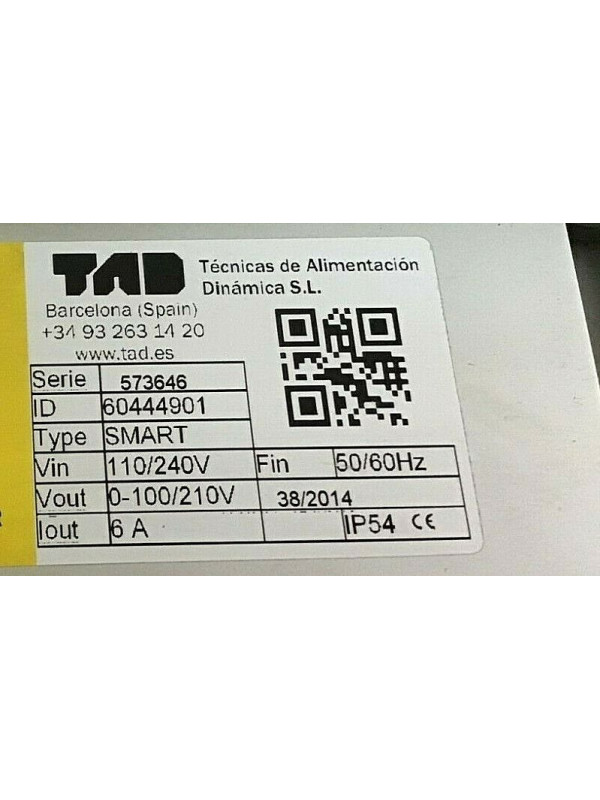 TAD
Técnicas de Alimentación
Dinámica S.L.
Barcelona (Spain)
+34 93 263 14 20
www.tad.es
Serie 573646
ID 60444901
Type SMART
Vin 110/240V Fin 50/60Hz
Vout 0-100/210V 38/2014
Iout 6 A IP54 CE